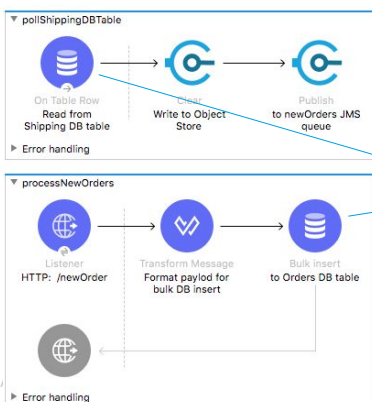 pollShippingDBTable
On Table Row
Read from
Shipping DB table
Clear
Write to Object
Store
Publish
to newOrders JMS
queue
Error handling
processNewOrders
Listener
HTTP: /newOrder
Transform Message
Format paylod for
bulk DB insert
Bulk insert
to Orders DB table
Error handling